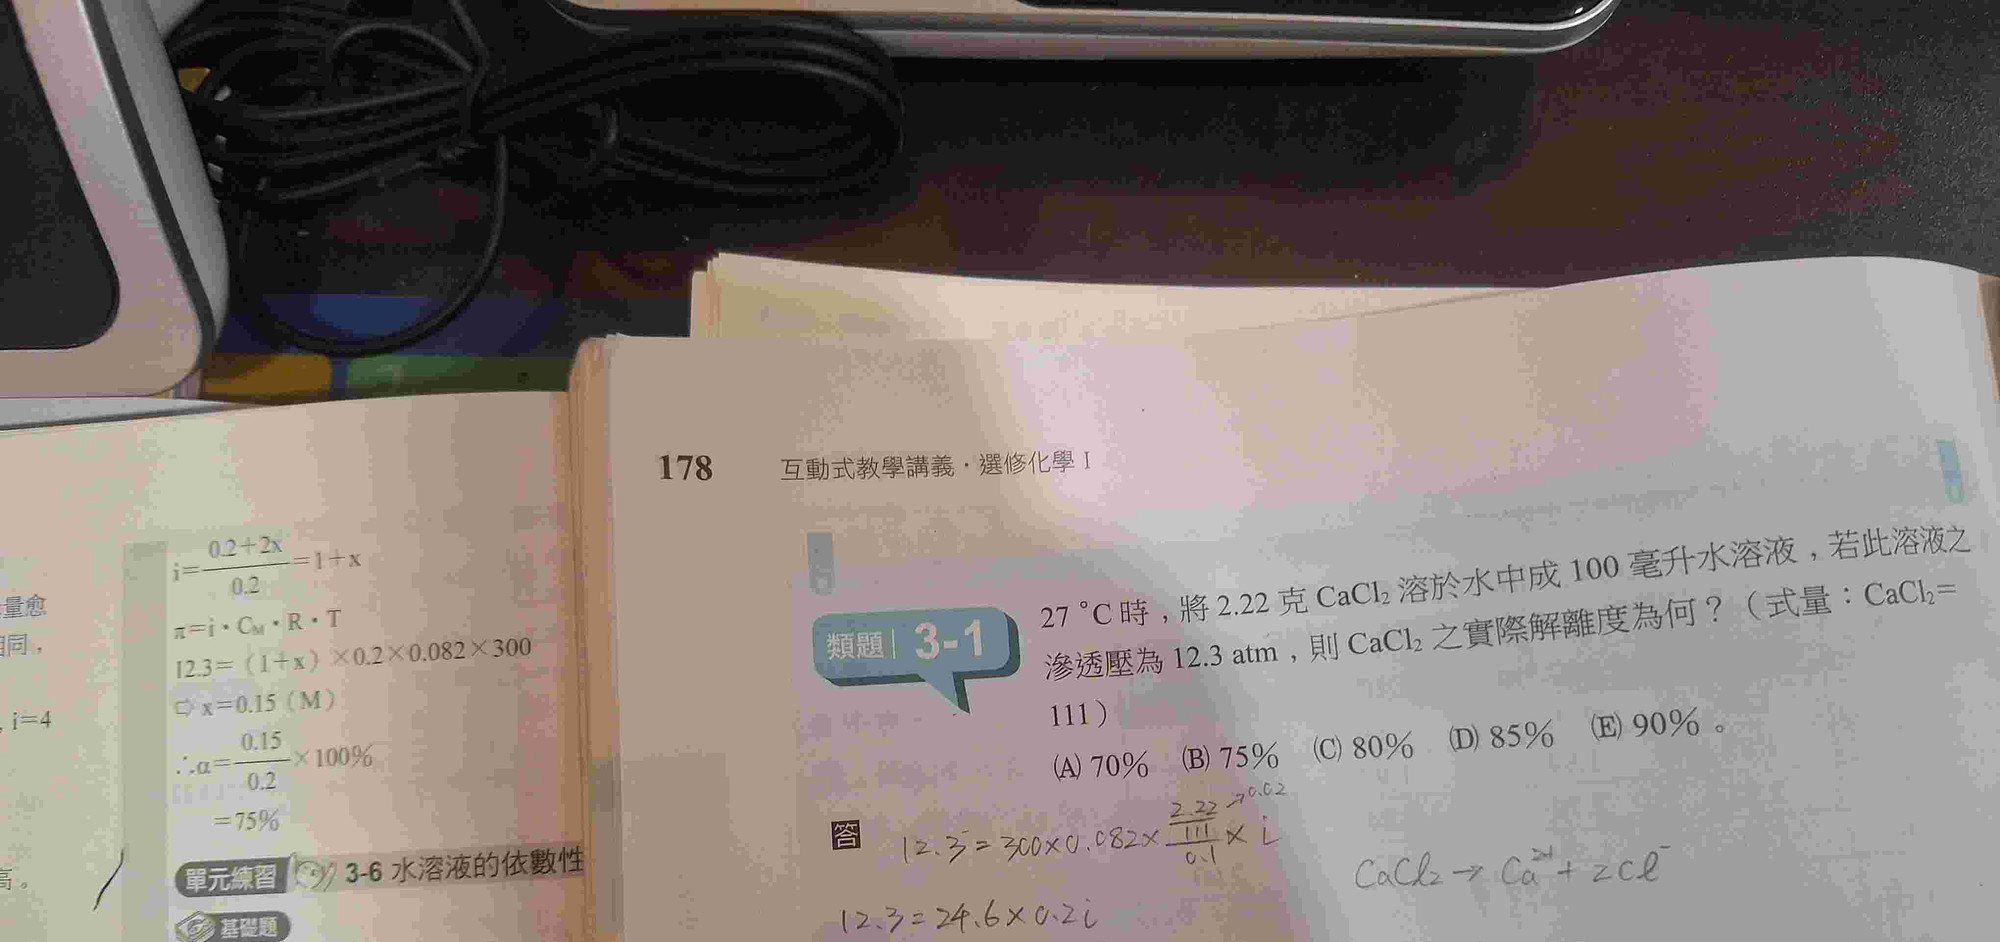 量愈
相同，
, i=4
高。
i=\frac{0.2+2x}{0.2}=1+x
π=i·C_M·R·T
12.3=（1+x）×0.2×0.082×300
⇨ x=0.15（M）
∴α=\frac{0.15}{0.2}×100%
=75%
單元練習 3-6 水溶液的依數性
基礎題
178 互動式教學講義·選修化學 I
類題 3-1
27 °C 時，將 2.22 克 CaCl₂ 溶於水中成 100 毫升水溶液，若此溶液之
滲透壓為 12.3 atm，則 CaCl₂ 之實際解離度為何？（式量：CaCl₂=
111）
(A) 70% (B) 75% (C) 80% (D) 85% (E) 90%。
答 12.3=300×0.082×\frac{\frac{2.22}{111}}{0.1}×i →0.02
CaCl₂→Ca²⁺+2Cl⁻
12.3=24.6×0.2i